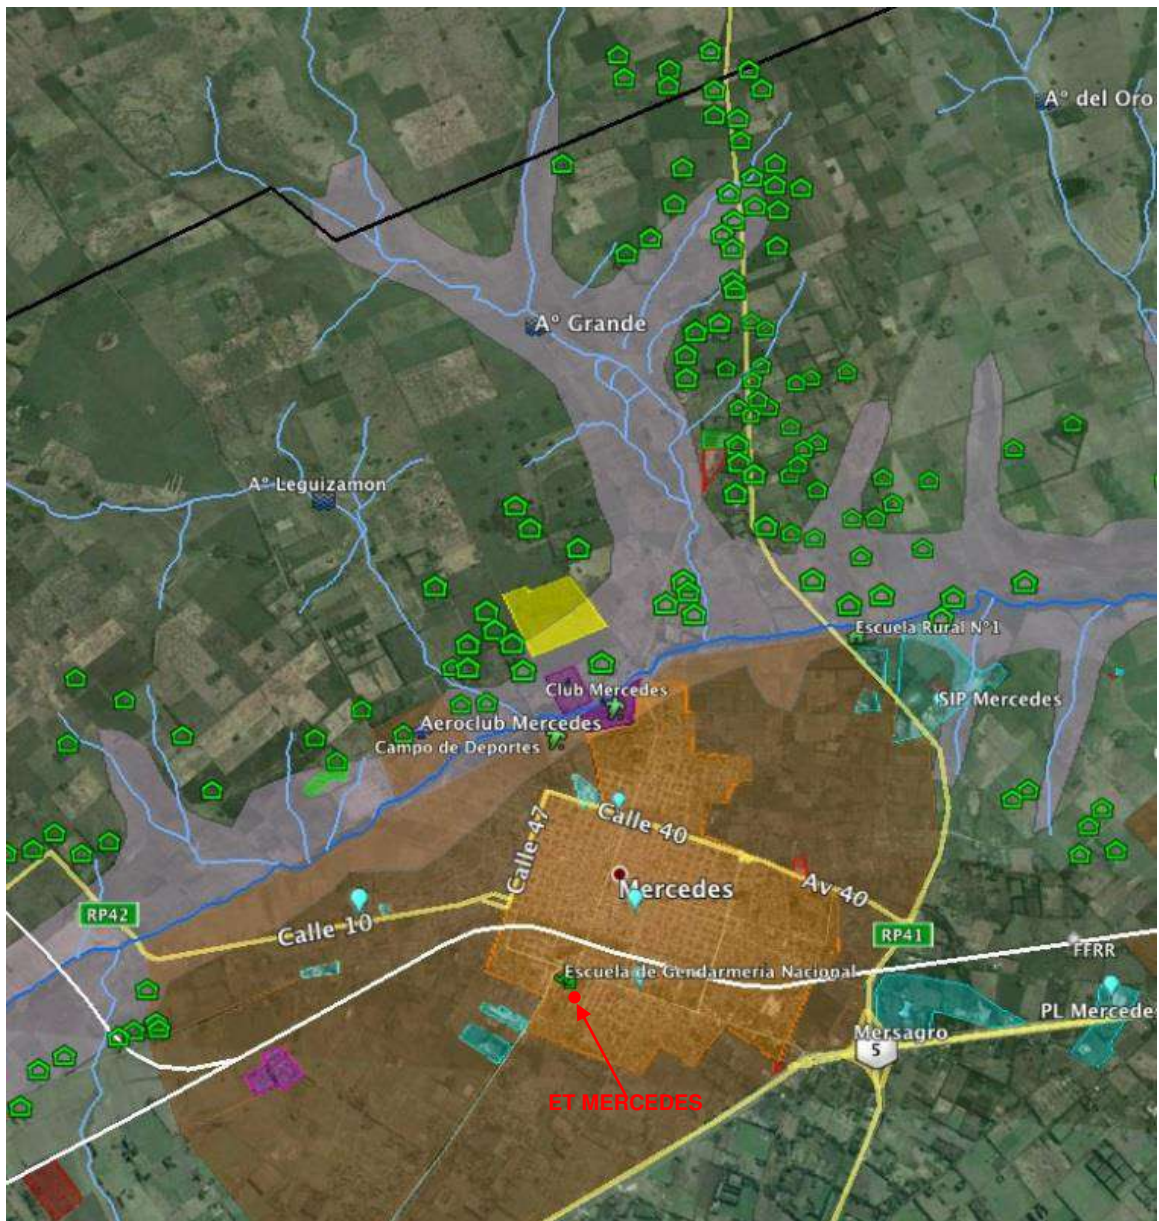 Aº del Oro
Aº Grande
Aº Leguizamon
Escuela Rural Nº1
Club Mercedes
SIP Mercedes
Aeroclub Mercedes
Campo de Deportes
Calle 47
Calle 40
Mercedes
Av 40
RP42
Calle 10
RP41
FFRR
Escuela de Gendarmería Nacional
PL Mercedes
Mersagro
5
ET MERCEDES